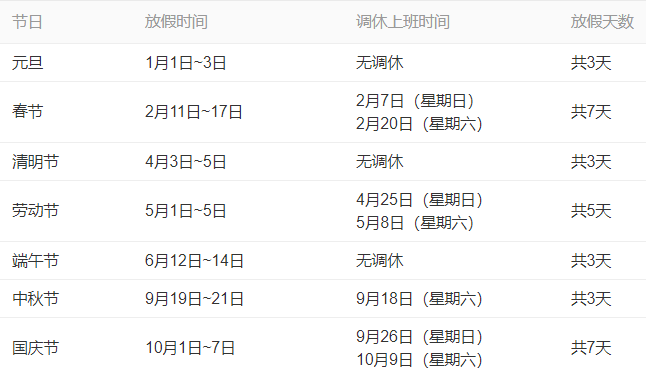 节日 放假时间 调休上班时间 放假天数
元旦 1月1日~3日 无调休 共3天
春节 2月11日~17日 2月7日（星期日） 共7天
2月20日（星期六）
清明节 4月3日~5日 无调休 共3天
劳动节 5月1日~5日 4月25日（星期日） 共5天
5月8日（星期六）
端午节 6月12日~14日 无调休 共3天
中秋节 9月19日~21日 9月18日（星期六） 共3天
国庆节 10月1日~7日 9月26日（星期日） 共7天
10月9日（星期六）